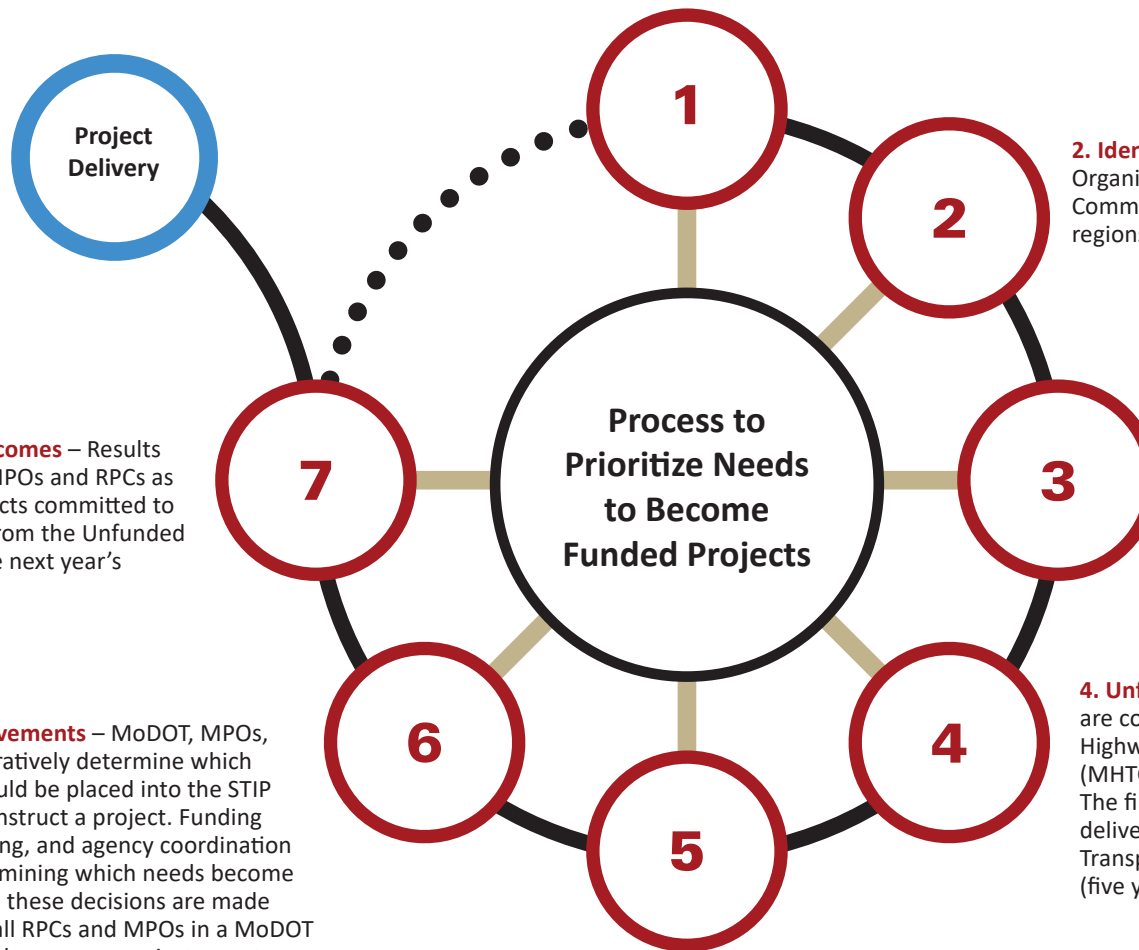 1
Project
Delivery
2. Iden
Organi
Comm
regions
2
Process to
Prioritize Needs
to Become
Funded Projects
3
comes – Results
MPOs and RPCs as
cts committed to
rom the Unfunded
e next year's
7
4. Unf
are co
Highw
(MHTC
The fi
delive
Transp
(five y
4
vements – MoDOT, MPOs,
ratively determine which
uld be placed into the STIP
nstruct a project. Funding
ng, and agency coordination
mining which needs become
these decisions are made
all RPCs and MPOs in a MoDOT
6
5